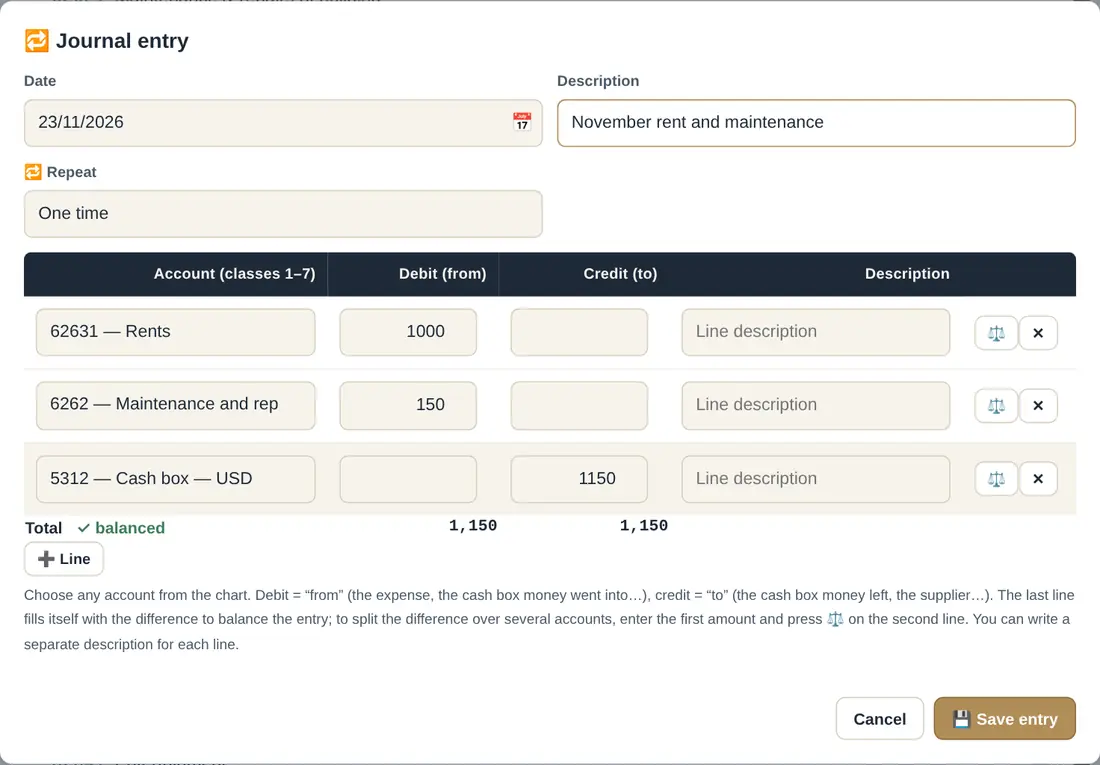 Journal entry
Date
Description
23/11/2026
November rent and maintenance
Repeat
One time
Account (classes 1–7) Debit (from) Credit (to) Description
62631 — Rents 1000 Line description
6262 — Maintenance and rep 150 Line description
5312 — Cash box — USD 1150 Line description
Total ✓ balanced 1,150 1,150
➕ Line
Choose any account from the chart. Debit = “from” (the expense, the cash box money went into…), credit = “to” (the cash box money left, the supplier…). The last line
fills itself with the difference to balance the entry; to split the difference over several accounts, enter the first amount and press ⚖️ on the second line. You can write a
separate description for each line.
Cancel
Save entry